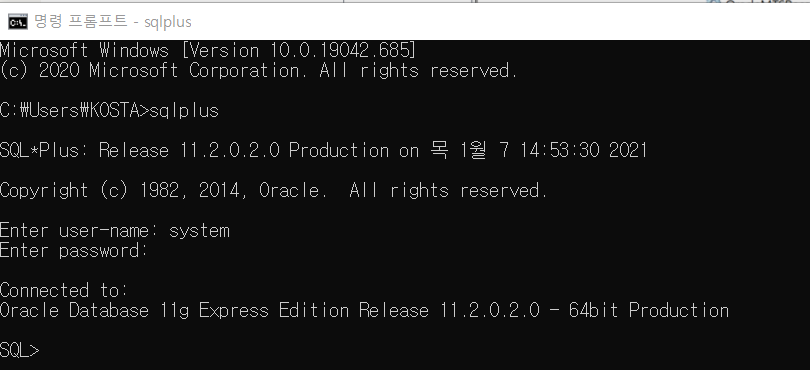 명령 프롬프트 - sqlplus
Microsoft Windows [Version 10.0.19042.685]
(c) 2020 Microsoft Corporation. All rights reserved.
C:₩Users₩KOSTA>sqlplus
SQL*Plus: Release 11.2.0.2.0 Production on 목 1월 7 14:53:30 2021
Copyright (c) 1982, 2014, Oracle.  All rights reserved.
Enter user-name: system
Enter password:
Connected to:
Oracle Database 11g Express Edition Release 11.2.0.2.0 - 64bit Production
SQL>